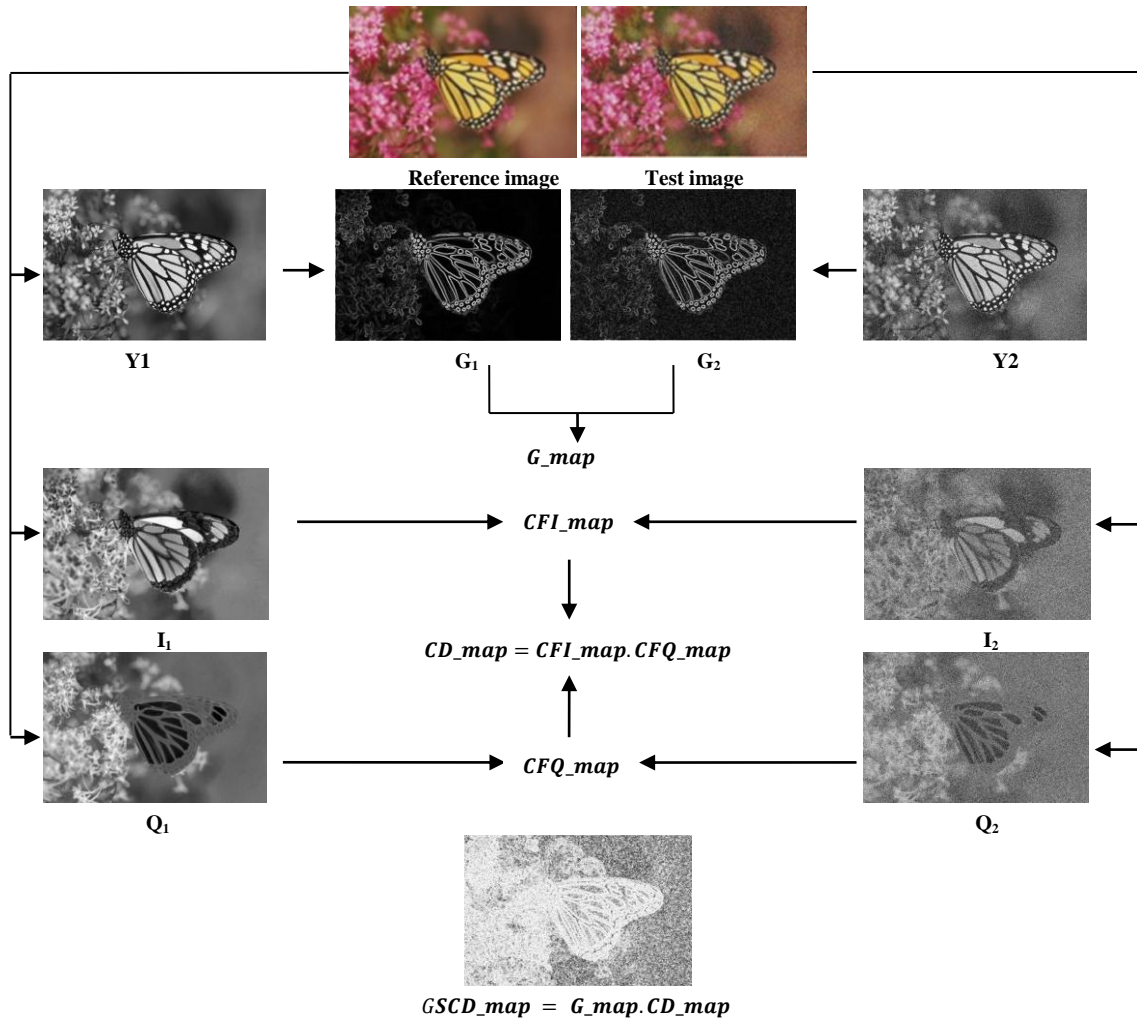 Reference image
Test image
Y1
G₁
G₂
Y2
G_map
CFI_map
I₁
I₂
CD_map = CFI_map.CFQ_map
CFQ_map
Q₁
Q₂
GSCD_map = G_map.CD_map